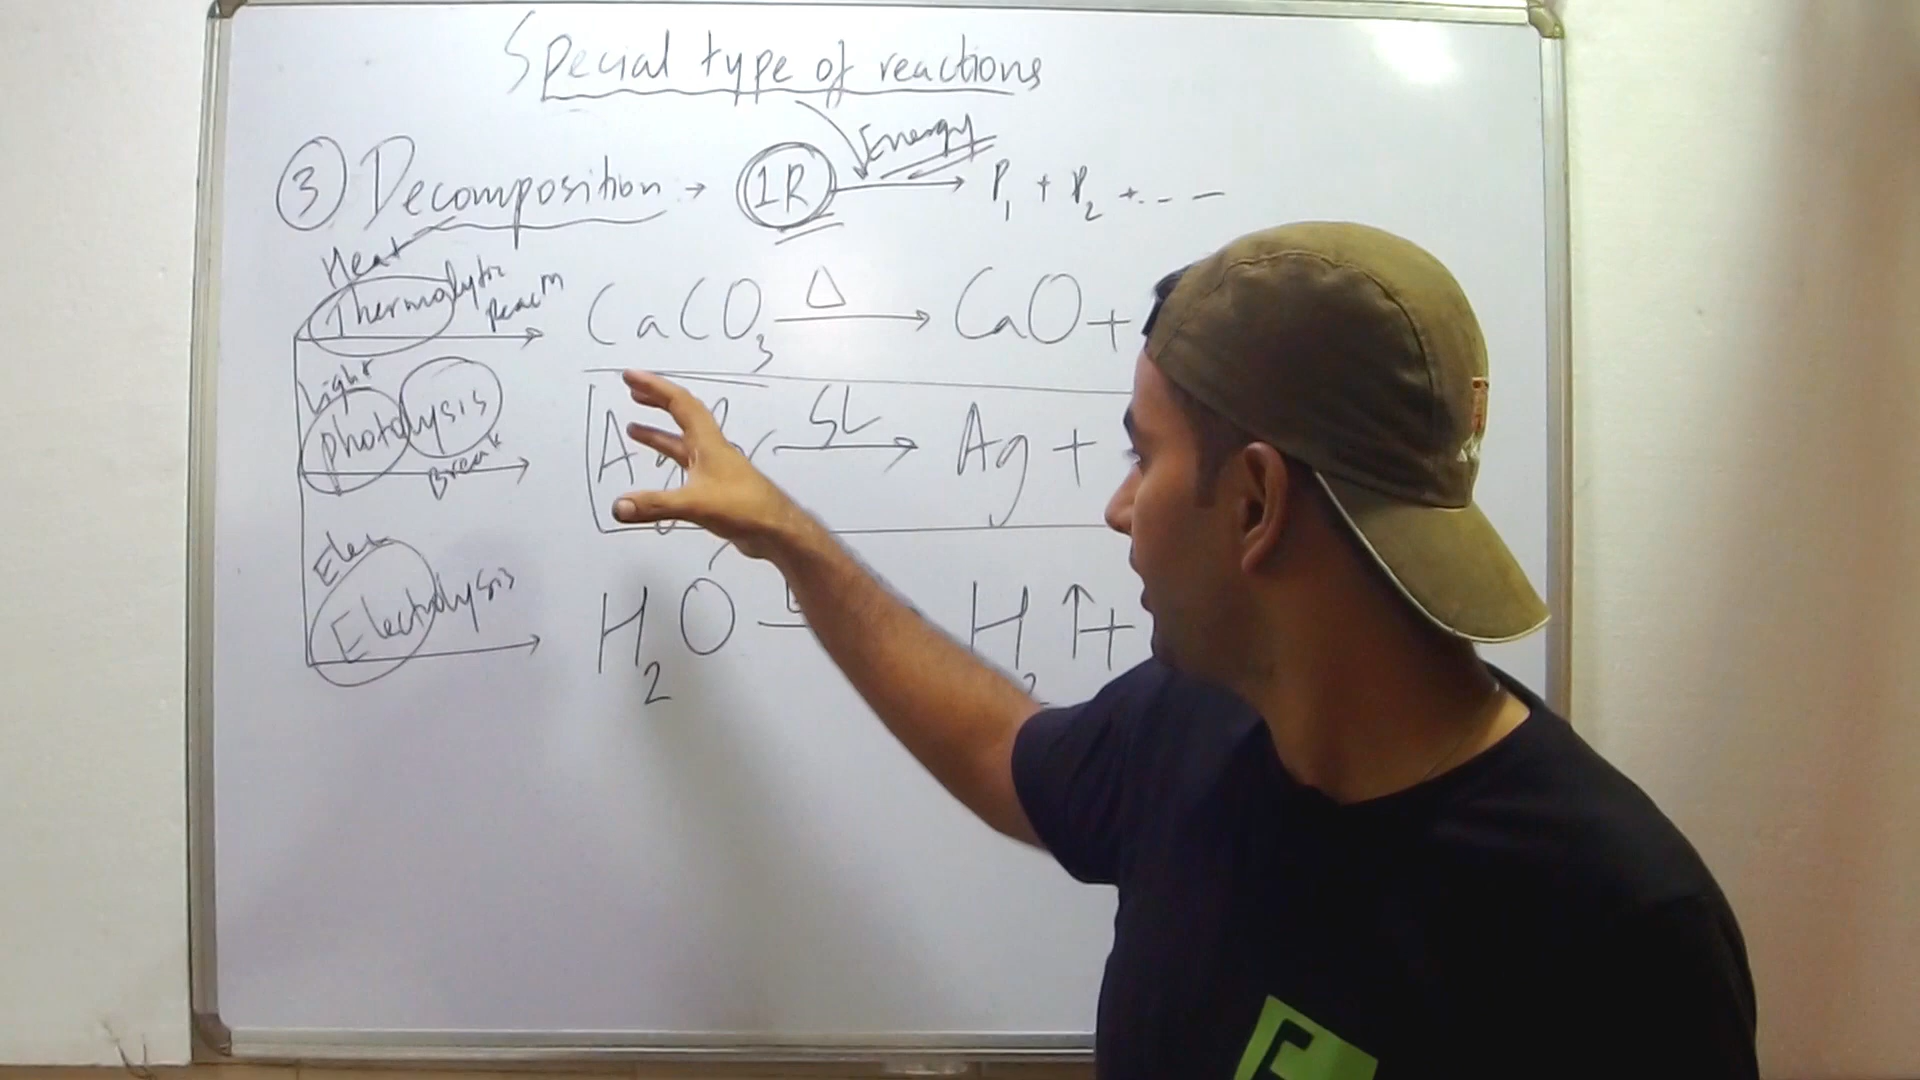 Special type of reactions
Energy
③ Decomposition → 1R → P₁ + P₂ + ...
Heat
Thermolytic
Reacⁿ
CaCO₃ Δ→ CaO +
Light
photolysis
Break
Ag SL→ Ag +
Elec
Electrolysis
H₂O → H₂↑ +